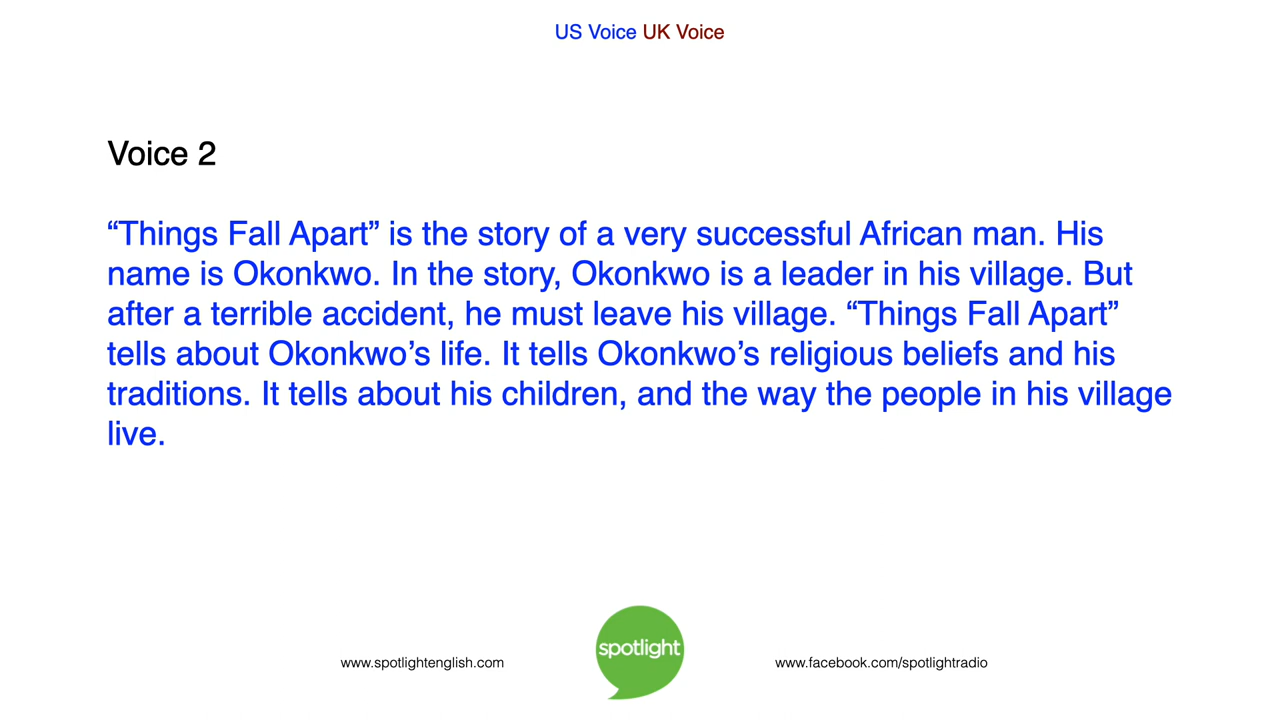 US Voice UK Voice
Voice 2
“Things Fall Apart” is the story of a very successful African man. His
name is Okonkwo. In the story, Okonkwo is a leader in his village. But
after a terrible accident, he must leave his village. “Things Fall Apart”
tells about Okonkwo’s life. It tells Okonkwo’s religious beliefs and his
traditions. It tells about his children, and the way the people in his village
live.
spotlight
www.spotlightenglish.com
www.facebook.com/spotlightradio